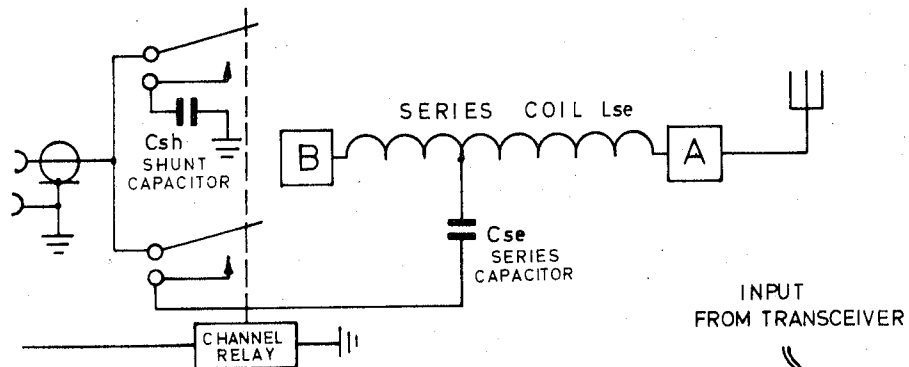 SERIES COIL Lse
B
A
Csh
SHUNT
CAPACITOR
Cse
SERIES
CAPACITOR
INPUT
FROM TRANSCEIVER
CHANNEL
RELAY